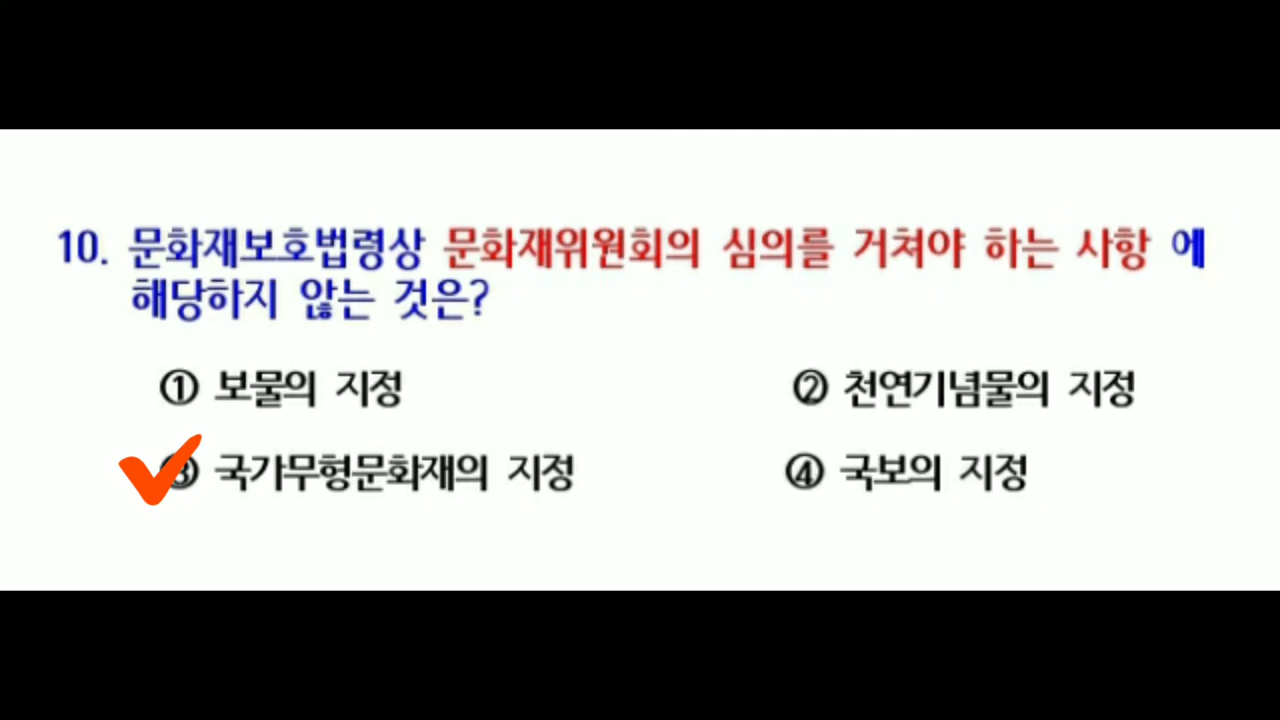 10. 문화재보호법령상 문화재위원회의 심의를 거쳐야 하는 사항 에
해당하지 않는 것은?
① 보물의 지정 ② 천연기념물의 지정
③ 국가무형문화재의 지정 ④ 국보의 지정